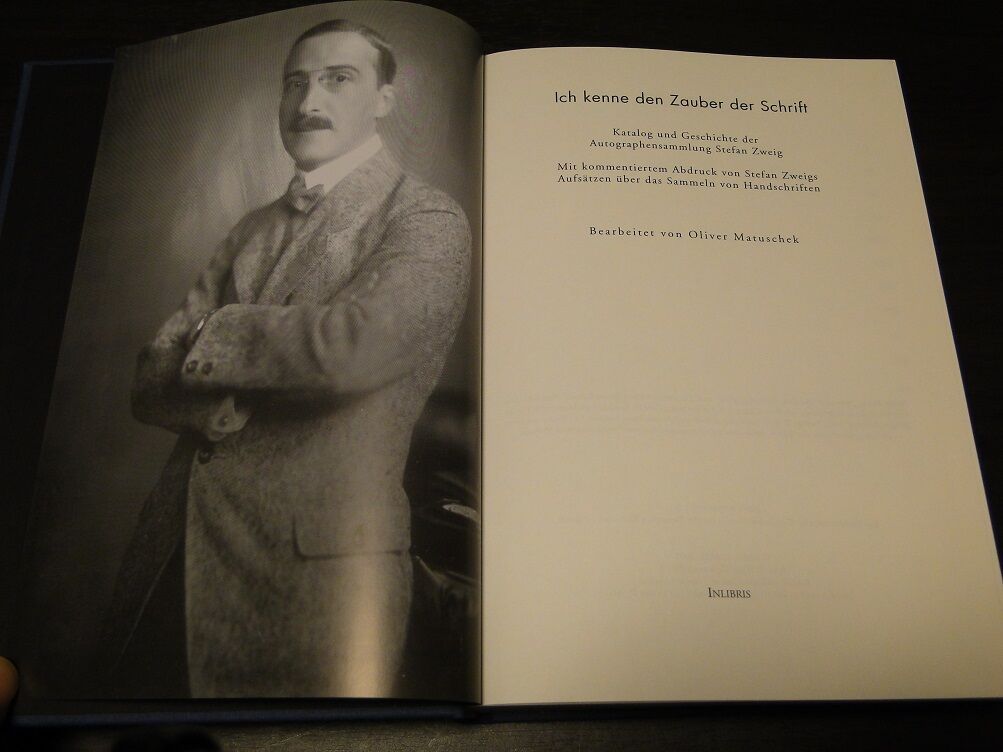 Ich kenne den Zauber der Schrift
Katalog und Geschichte der
Autographensammlung Stefan Zweig
Mit kommentiertem Abdruck von Stefan Zweigs
Aufsätzen über das Sammeln von Handschriften
Bearbeitet von Oliver Matuschek
INLIBRIS